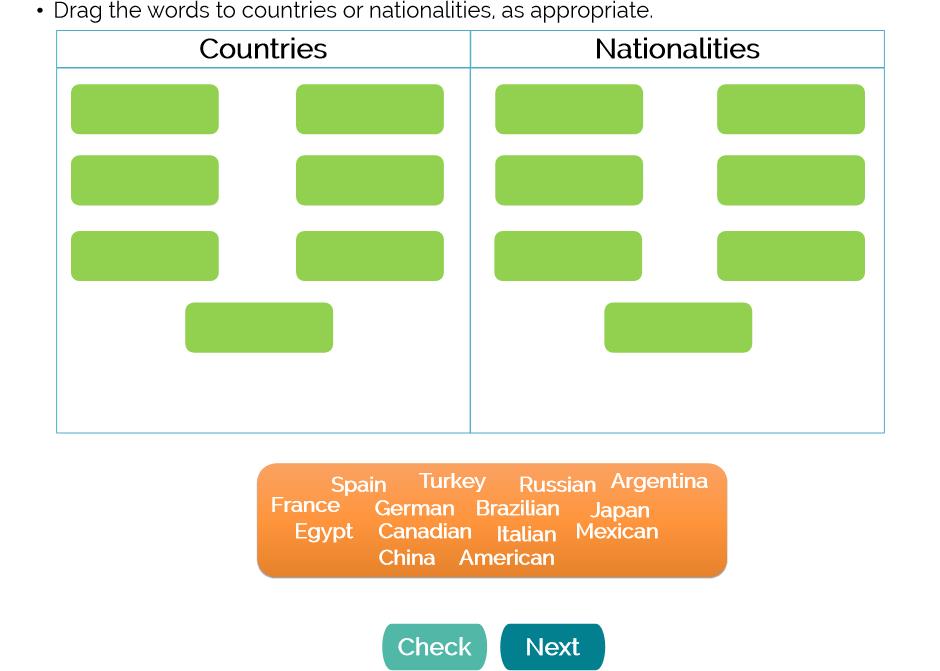 • Drag the words to countries or nationalities, as appropriate.
Countries Nationalities
Spain Turkey Russian Argentina
France German Brazilian Japan
Egypt Canadian Italian Mexican
China American
Check Next